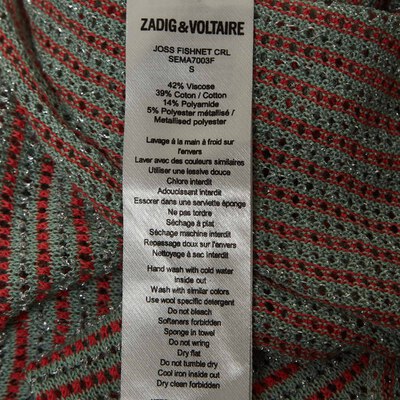 ZADIG&VOLTAIRE
JOSS FISHNET CRL
SEMA7003F
S
42% Viscose
39% Coton / Cotton
14% Polyamide
5% Polyester métallisé /
Metallised polyester
Lavage à la main à froid sur
l'envers
Laver avec des couleurs similaires
Utiliser une lessive douce
Chlore interdit
Adoucissant interdit
Essorer dans une serviette éponge
Ne pas tordre
Séchage à plat
Séchage machine interdit
Repassage doux sur l'envers
Nettoyage à sec interdit
Hand wash with cold water
inside out
Wash with similar colors
Use wool specific detergent
Do not bleach
Softeners forbidden
Sponge in towel
Do not wring
Dry flat
Do not tumble dry
Cool iron inside out
Dry clean forbidden